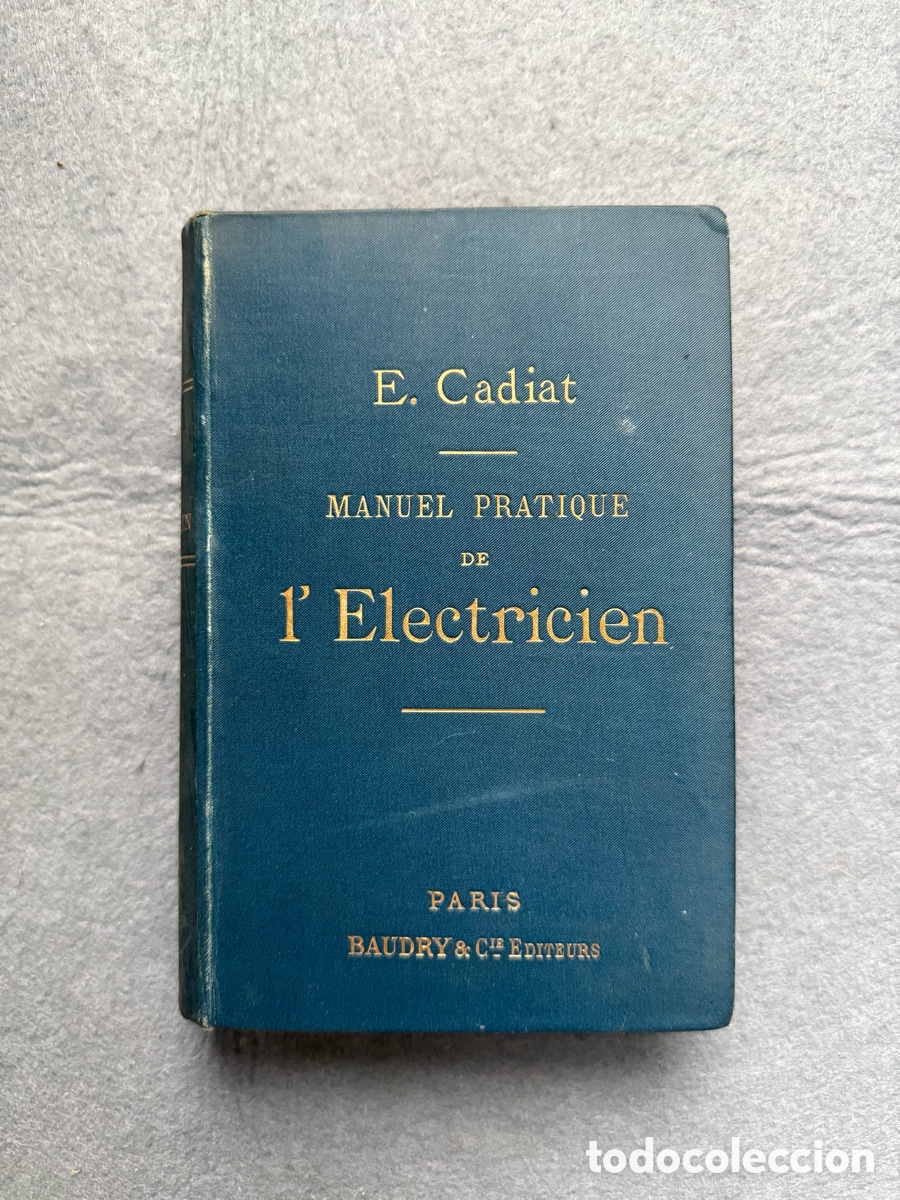 E. Cadiat
MANUEL PRATIQUE
DE
l'Electricien
PARIS
BAUDRY & CIE EDITEURS
todocoleccion